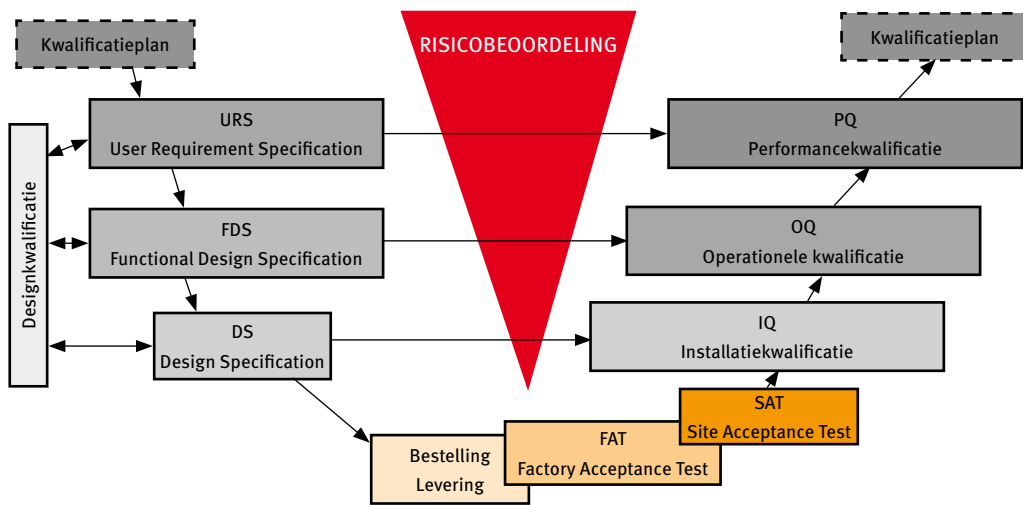 Kwalificatieplan
RISICOBEOORDELING
Kwalificatieplan
URS
User Requirement Specification
PQ
Performancekwalificatie
Designkwalificatie
FDS
Functional Design Specification
OQ
Operationele kwalificatie
DS
Design Specification
IQ
Installatiekwalificatie
SAT
Site Acceptance Test
FAT
Factory Acceptance Test
Bestelling
Levering